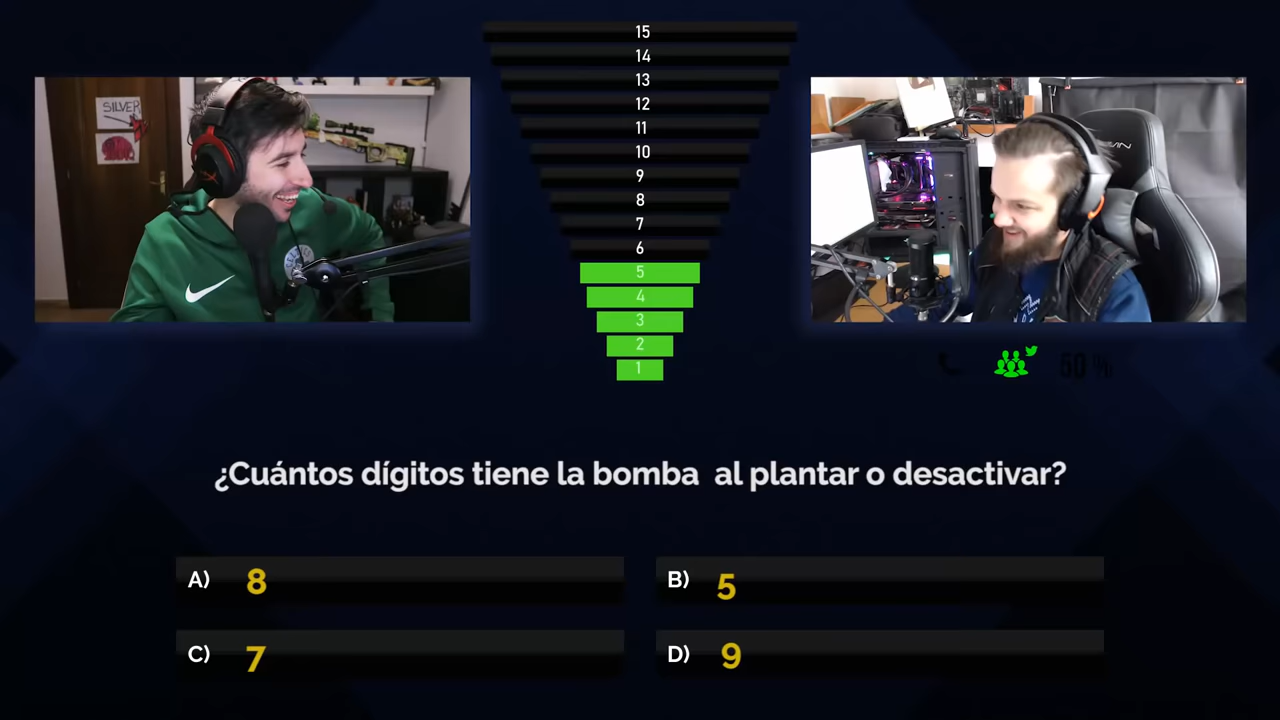 15
14
13
12
11
10
9
8
7
6
5
4
3
2
1
SILVER
50 %
¿Cuántos dígitos tiene la bomba al plantar o desactivar?
A) 8
B) 5
C) 7
D) 9